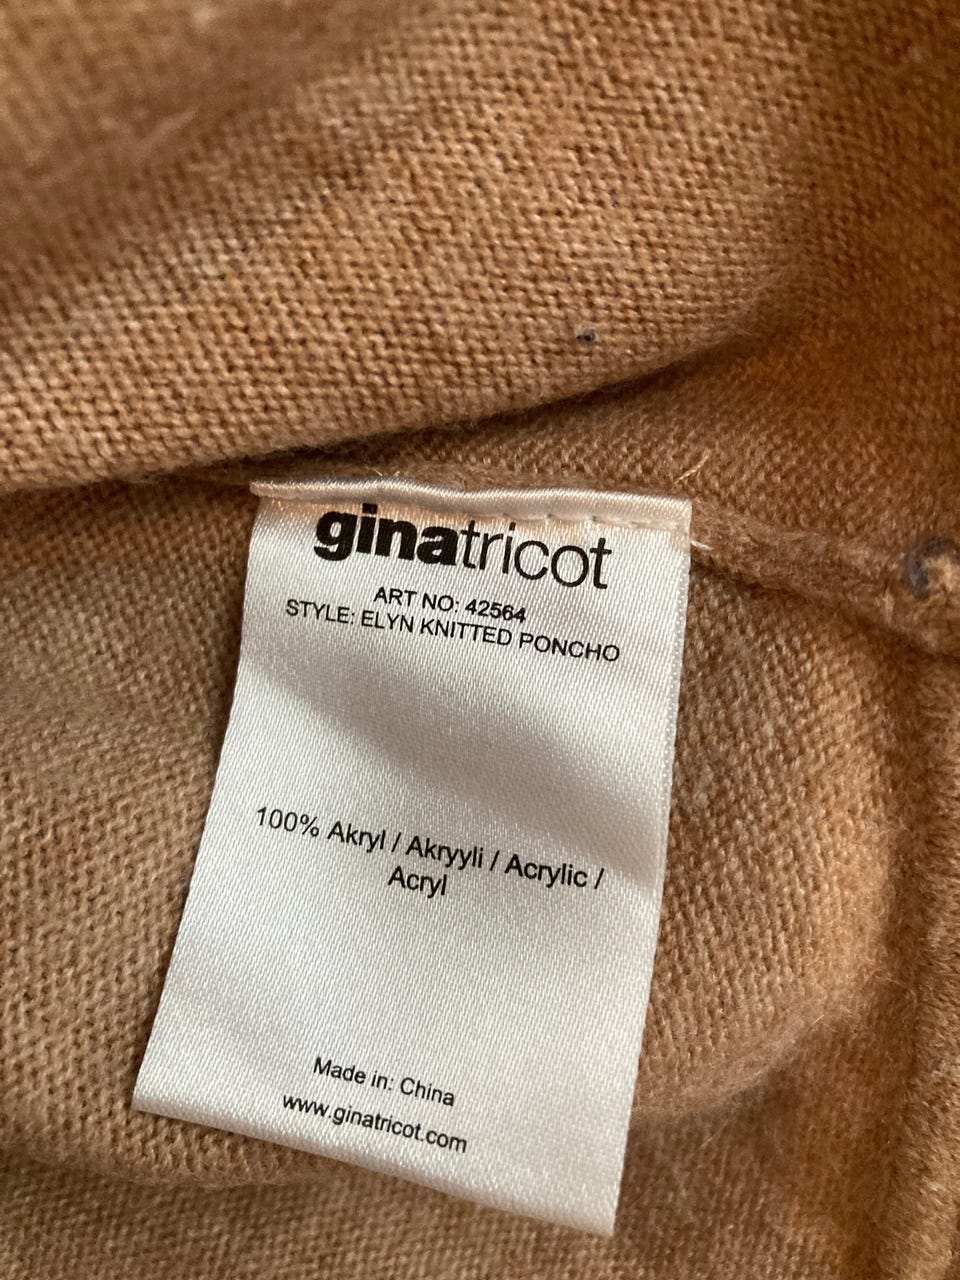 ginatricot
ART NO: 42564
STYLE: ELYN KNITTED PONCHO
100% Akryl / Akryyli / Acrylic /
Acryl
Made in: China
www.ginatricot.com